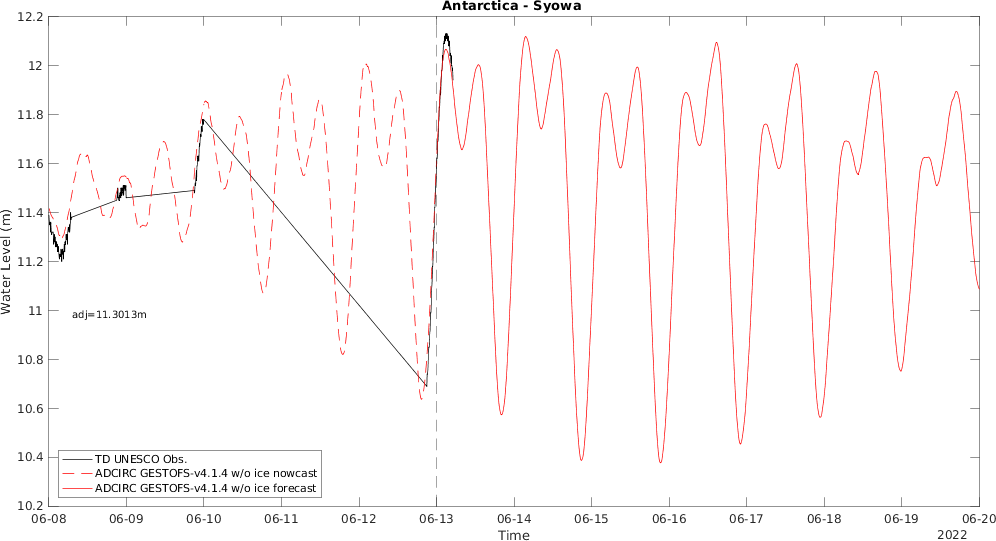 Antarctica - Syowa
12.2
12
11.8
11.6
11.4
11.2
11
10.8
10.6
10.4
10.2
Water Level (m)
adj=11.3013m
TD UNESCO Obs.
ADCIRC GESTOFS-v4.1.4 w/o ice nowcast
ADCIRC GESTOFS-v4.1.4 w/o ice forecast
06-08 06-09 06-10 06-11 06-12 06-13 06-14 06-15 06-16 06-17 06-18 06-19 06-20
Time
2022